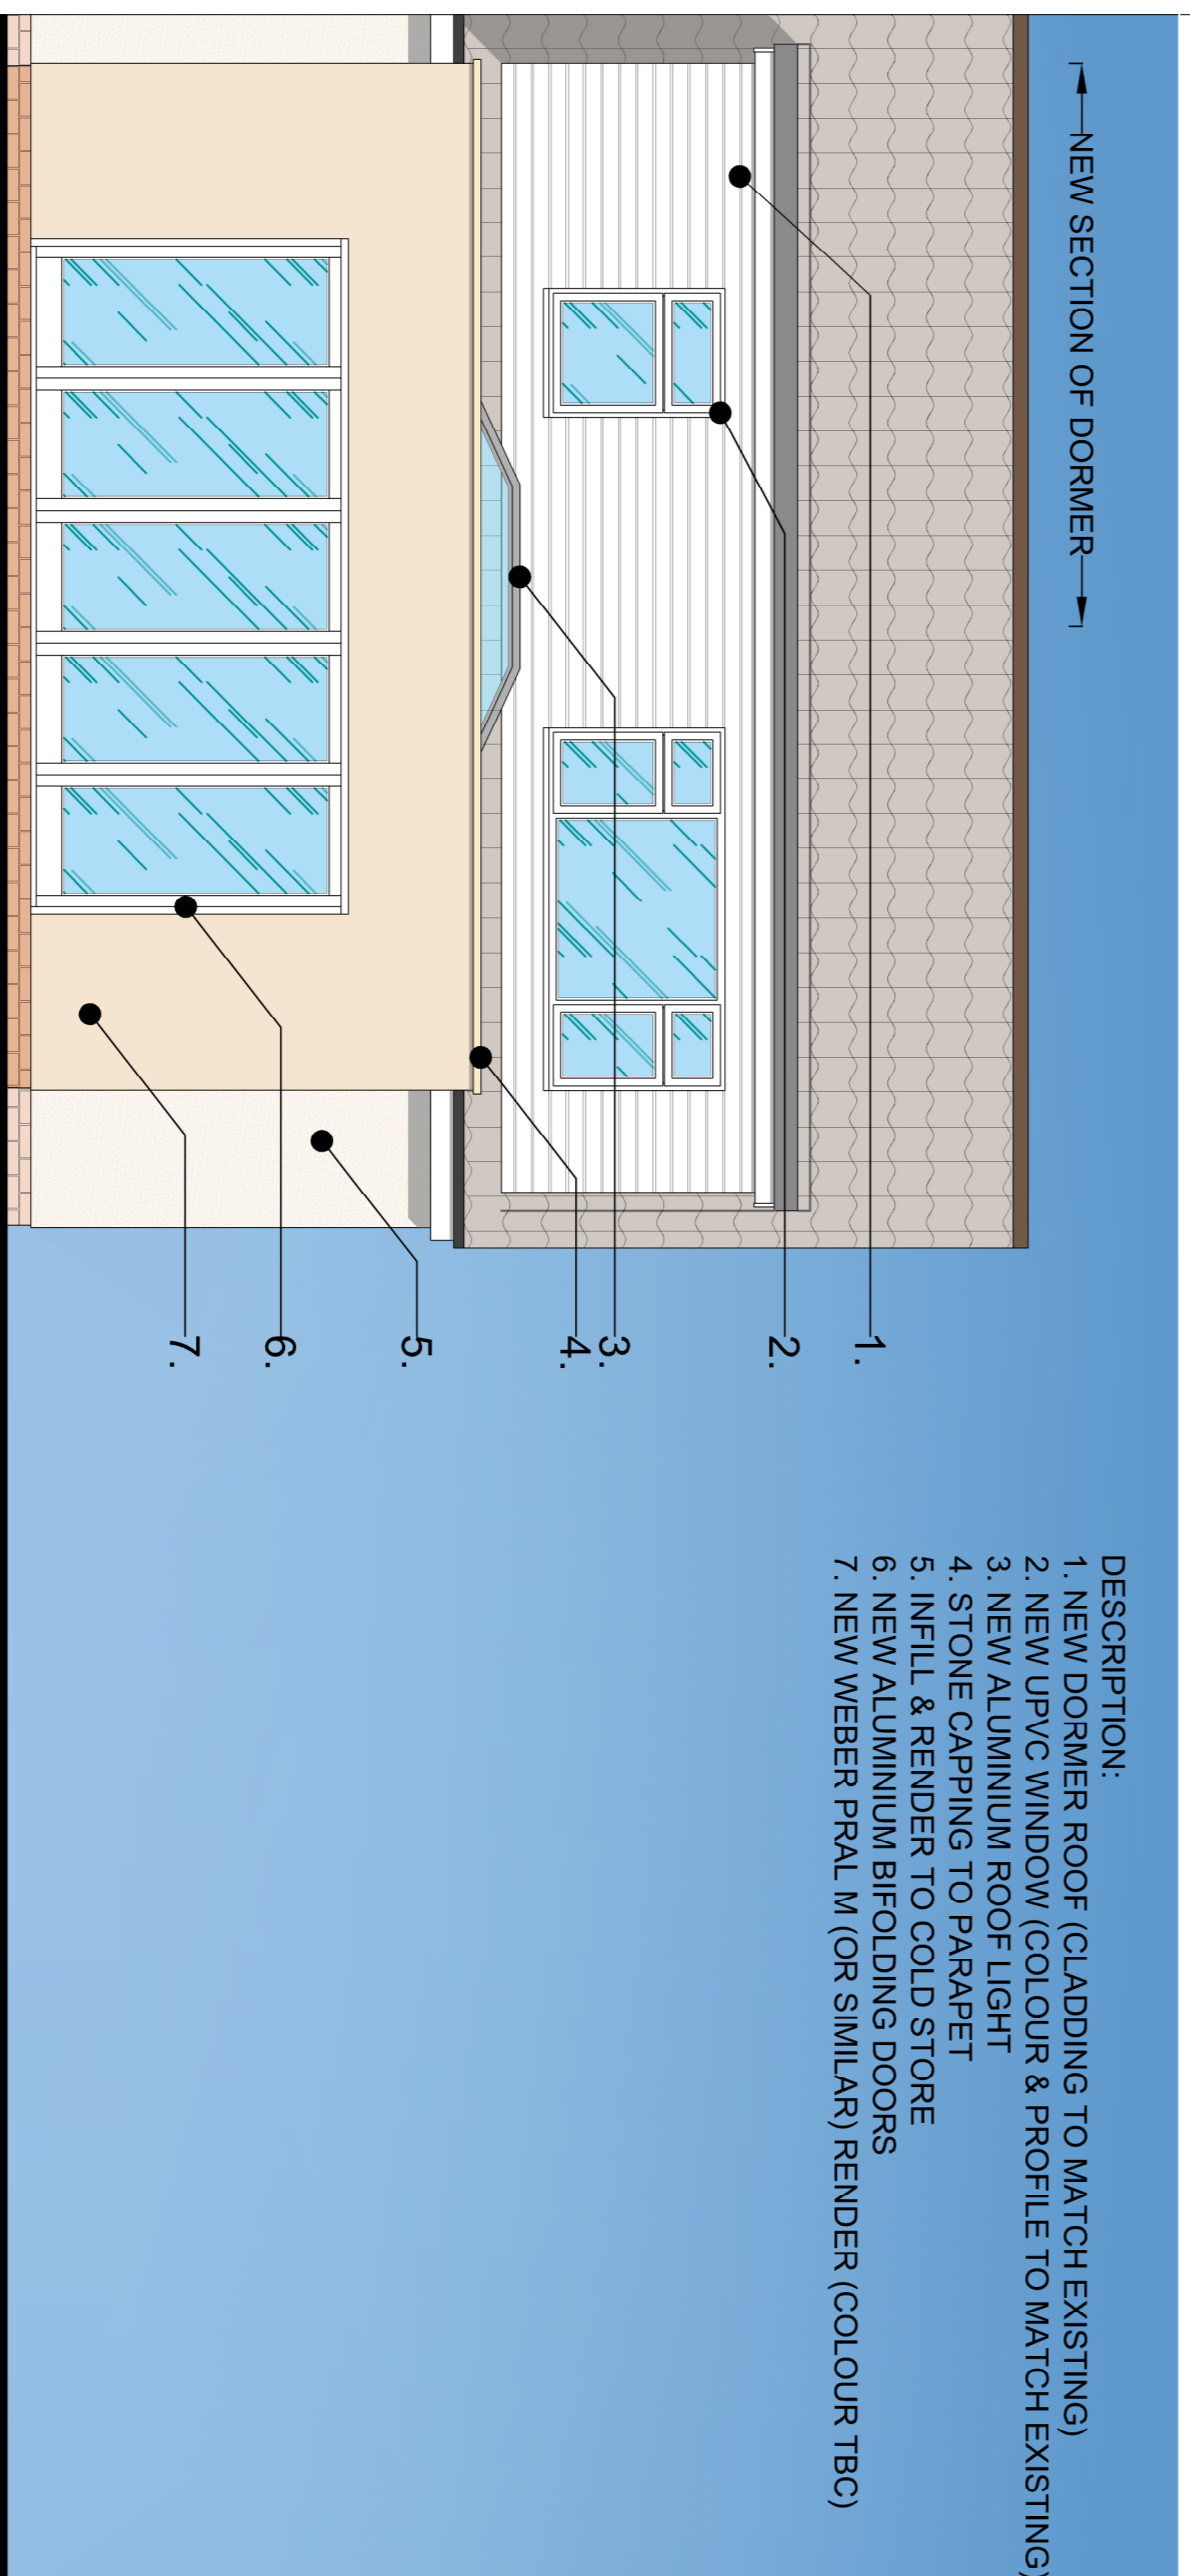 NEW SECTION OF DORMER
1.
2.
3.
4.
5.
6.
7.
DESCRIPTION:
1. NEW DORMER ROOF (CLADDING TO MATCH EXISTING)
2. NEW UPVC WINDOW (COLOUR & PROFILE TO MATCH EXISTING)
3. NEW ALUMINIUM ROOF LIGHT
4. STONE CAPPING TO PARAPET
5. INFILL & RENDER TO COLD STORE
6. NEW ALUMINIUM BIFOLDING DOORS
7. NEW WEBER PRAL M (OR SIMILAR) RENDER (COLOUR TBC)